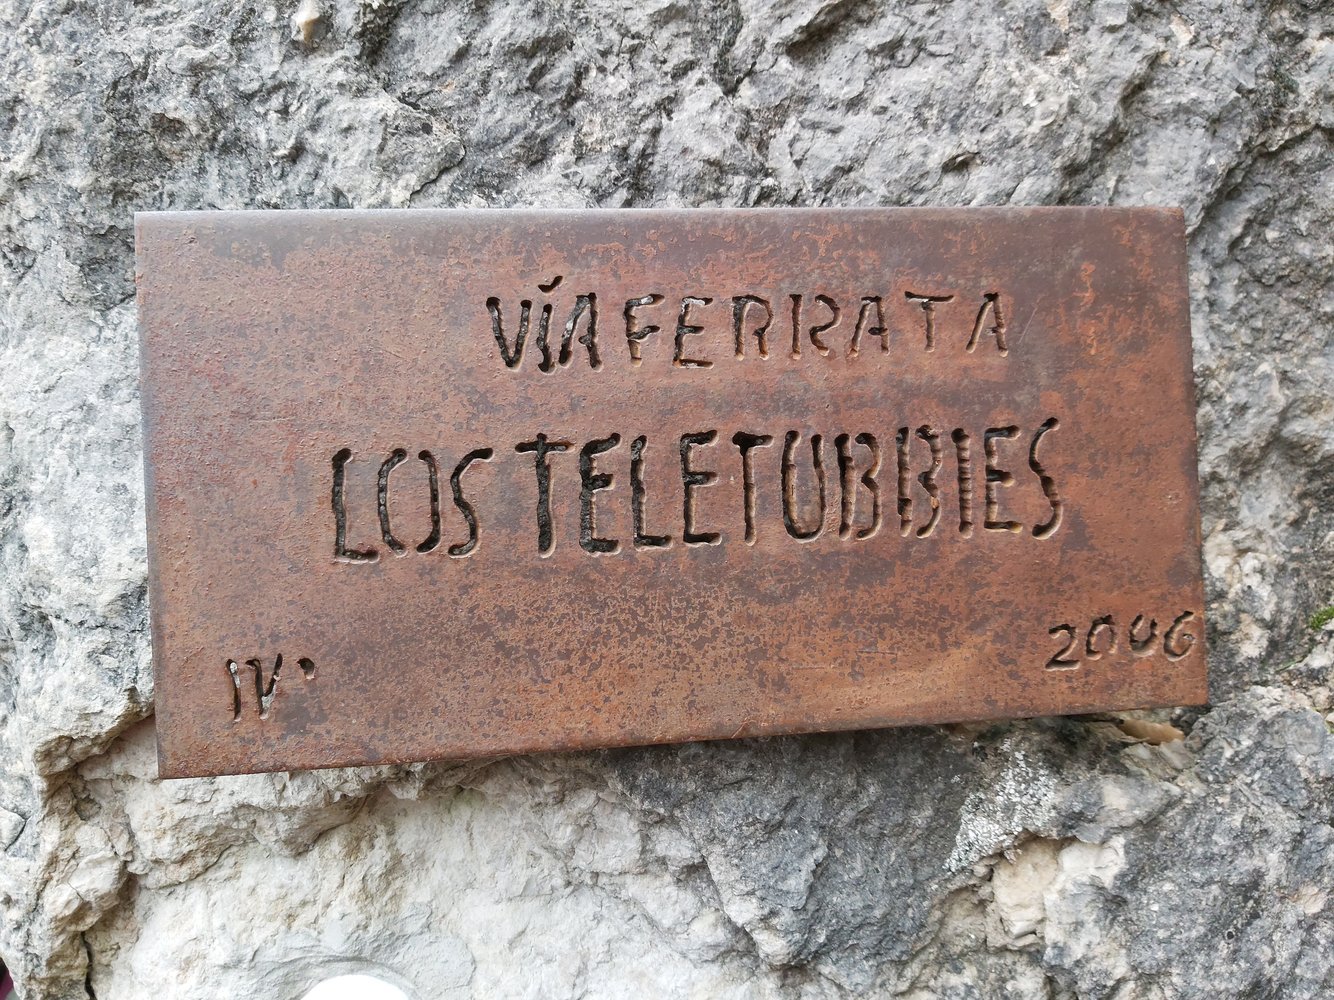 VÍA FERRATA
LOS TELETUBBIES
IV· 2006